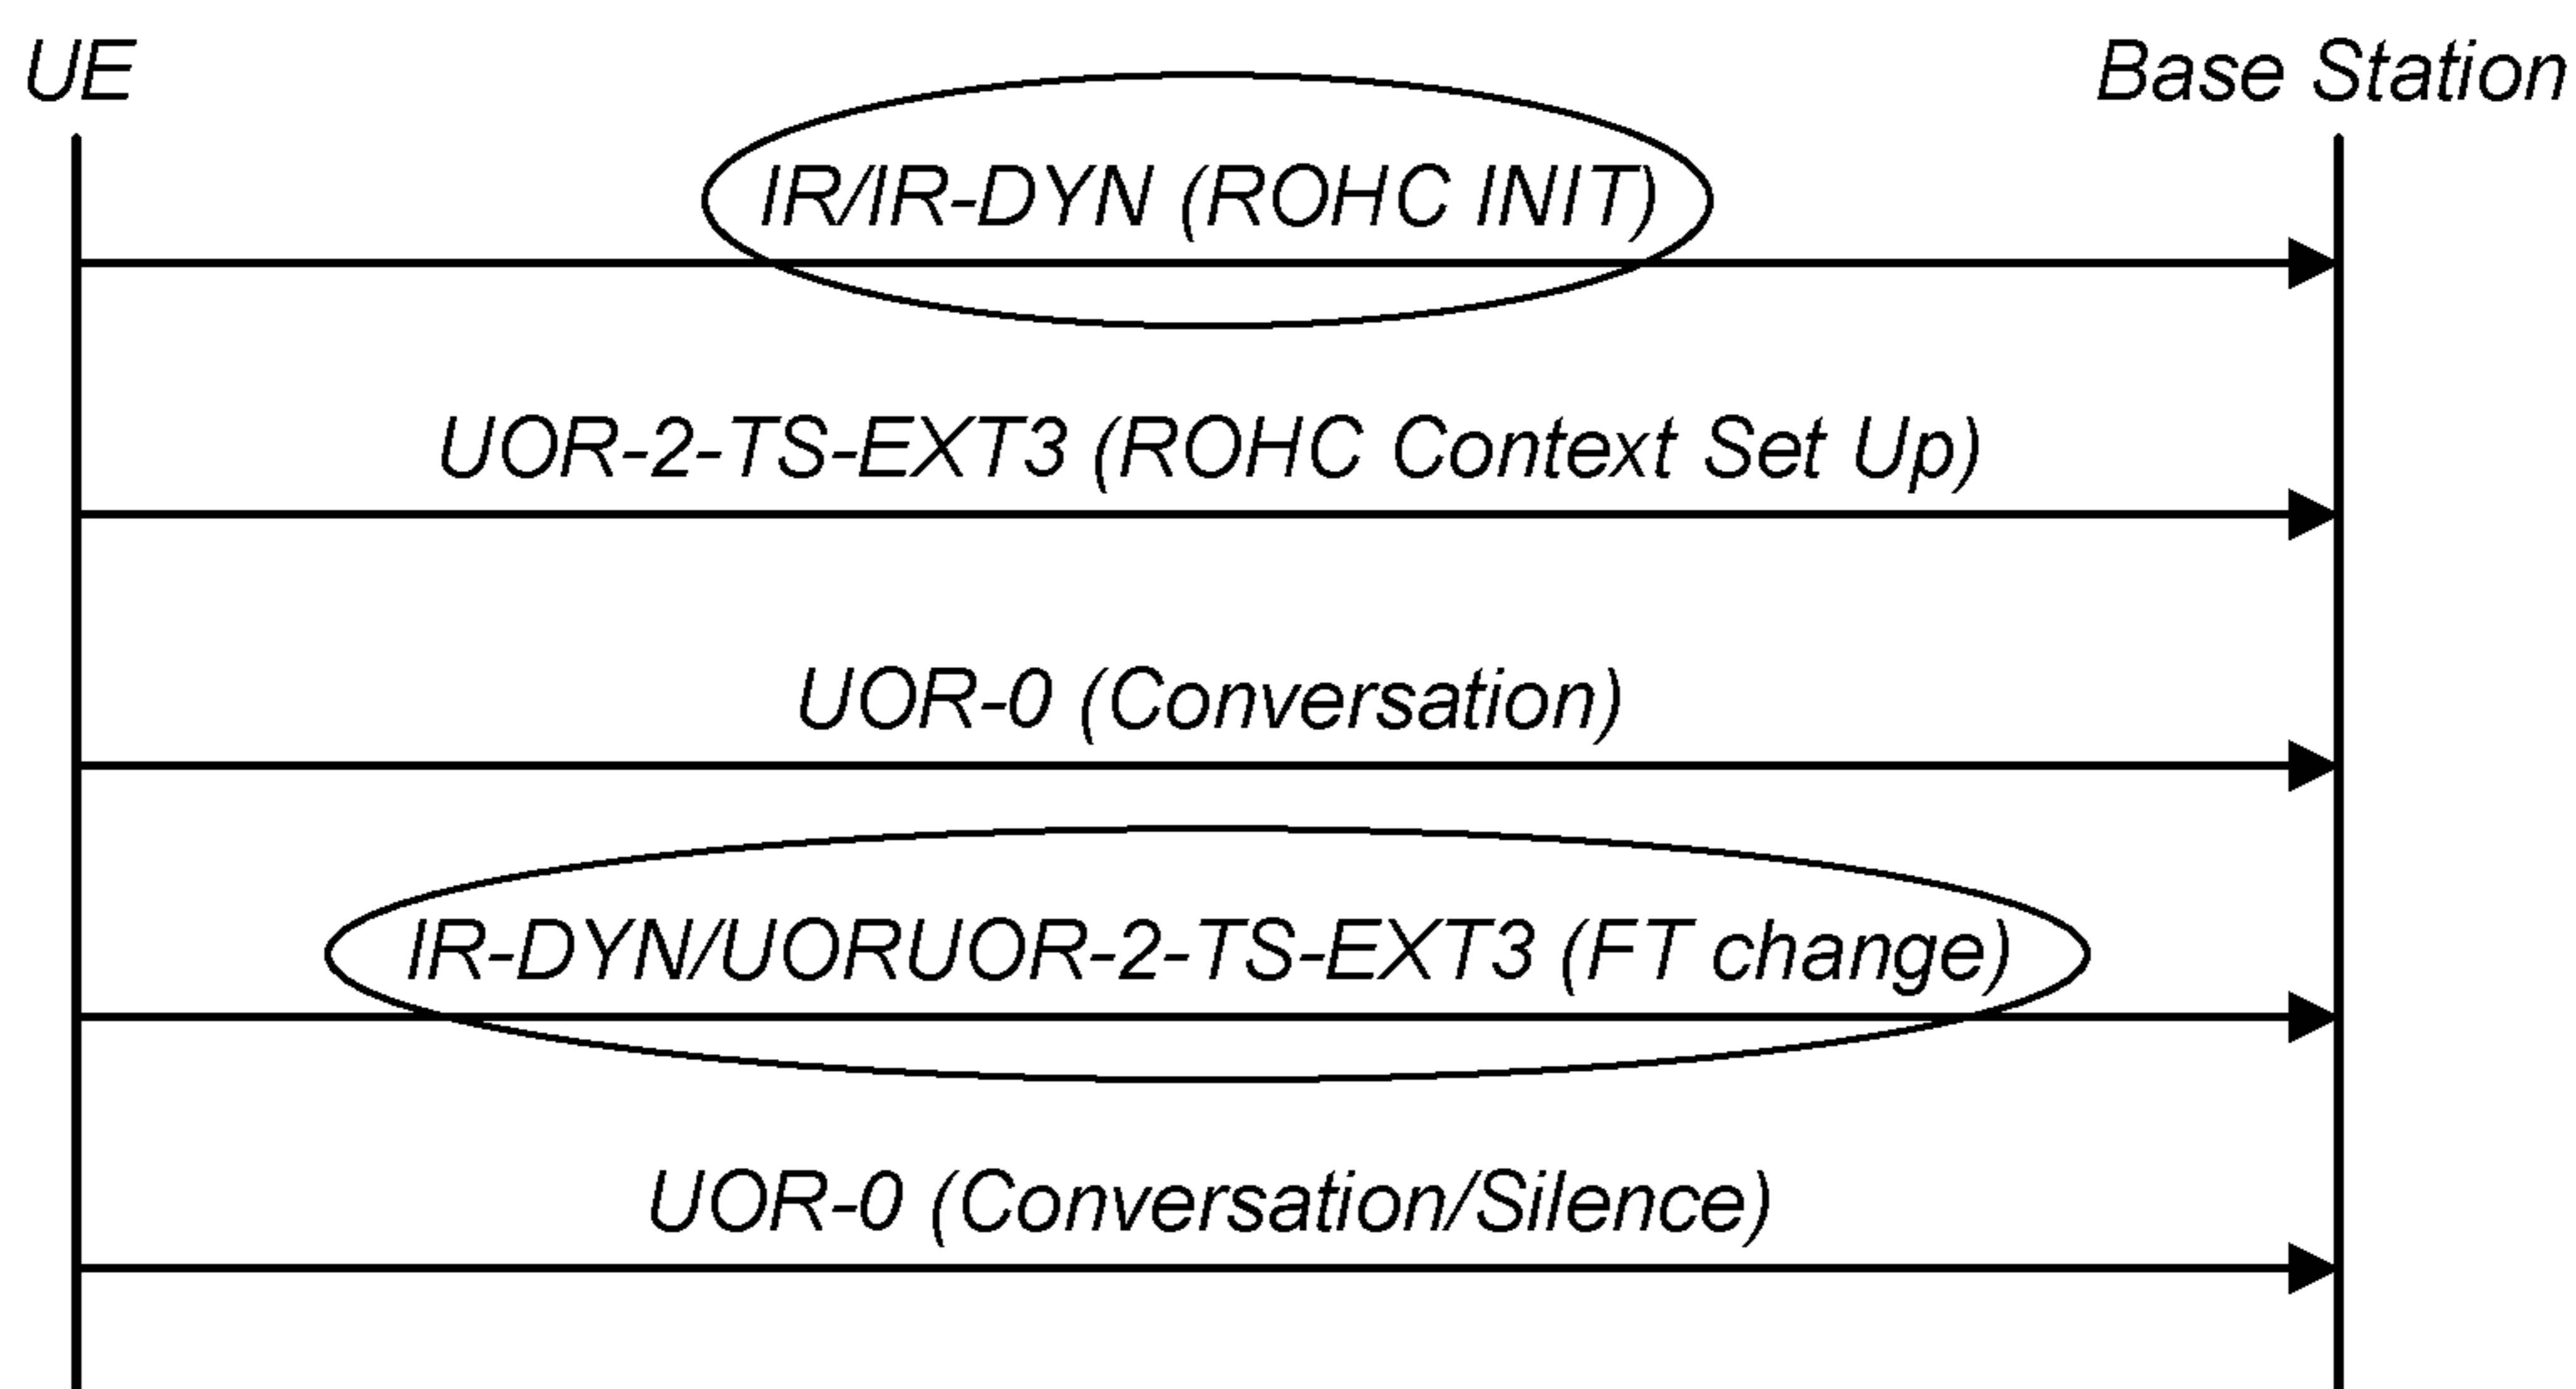 UE
Base Station
IR/IR-DYN (ROHC INIT)
UOR-2-TS-EXT3 (ROHC Context Set Up)
UOR-0 (Conversation)
IR-DYN/UORUOR-2-TS-EXT3 (FT change)
UOR-0 (Conversation/Silence)